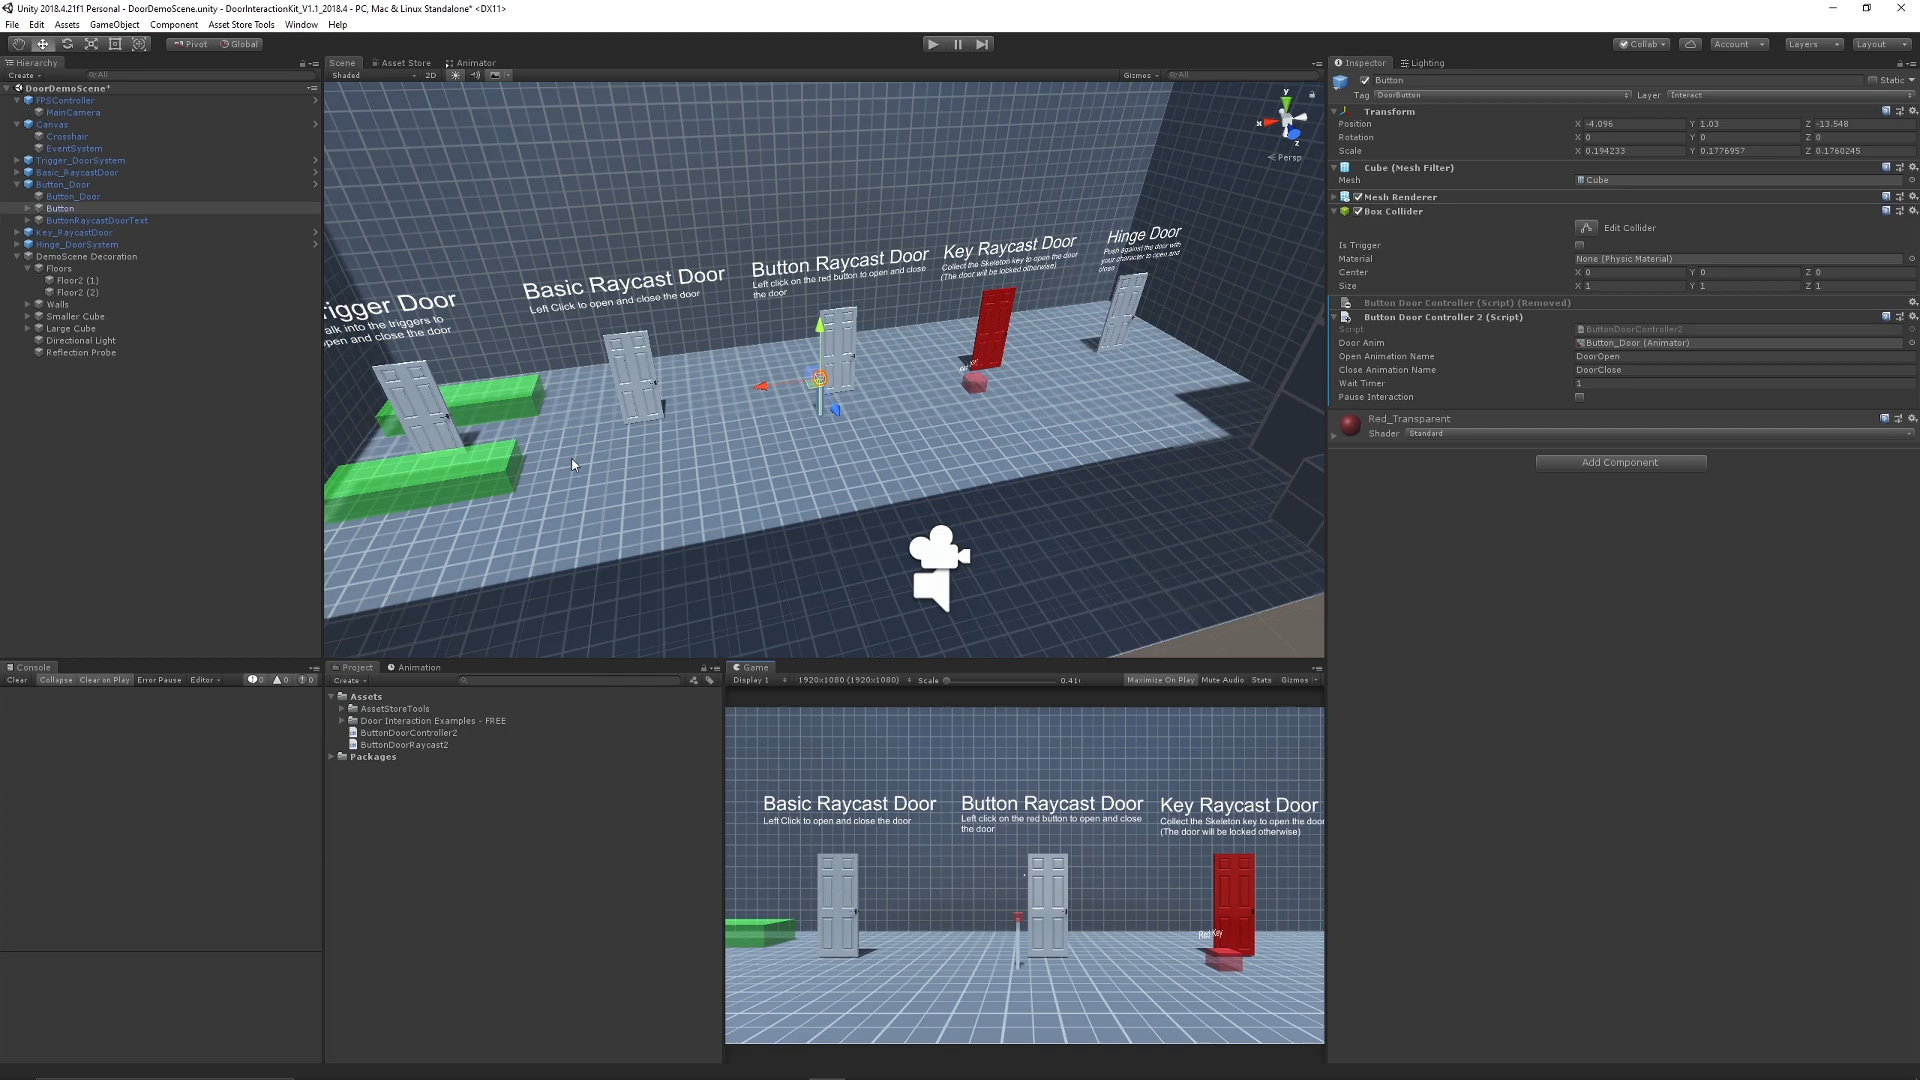 Unity 2018.4.21f1 Personal - DoorDemoScene.unity - DoorInteractionKit_V1.1_2018.4 - PC, Mac & Linux Standalone* <DX11>
File Edit Assets GameObject Component Asset Store Tools Window Help
Pivot Global
Collab Account Layers Layout
Hierarchy
Create All
DoorDemoScene*
FPSController
MainCamera
Canvas
Crosshair
EventSystem
Trigger_DoorSystem
Basic_RaycastDoor
Button_Door
Button_Door
Button
ButtonRaycastDoorText
Key_RaycastDoor
Hinge_DoorSystem
DemoScene Decoration
Floors
Floor2 (1)
Floor2 (2)
Walls
Smaller Cube
Large Cube
Directional Light
Reflection Probe
Scene Asset Store Animator
Shaded 2D Gizmos All
y
x
z
Persp
rigger Door
alk into the triggers to
open and close the door
Basic Raycast Door
Left Click to open and close the door
Button Raycast Door
Left click on the red button to open and close
the door
Key Raycast Door
Collect the Skeleton key to open the door
(The door will be locked otherwise)
Hinge Door
Push against the door with
your character to open and
close
Inspector Lighting
Button Static
Tag DoorButton Layer Interact
Transform
Position X -4.096 Y 1.03 Z -13.548
Rotation X 0 Y 0 Z 0
Scale X 0.194233 Y 0.1776957 Z 0.1760245
Cube (Mesh Filter)
Mesh Cube
Mesh Renderer
Box Collider
Edit Collider
Is Trigger
Material None (Physic Material)
Center X 0 Y 0 Z 0
Size X 1 Y 1 Z 1
Button Door Controller (Script) (Removed)
Button Door Controller 2 (Script)
Script ButtonDoorController2
Door Anim Button_Door (Animator)
Open Animation Name DoorOpen
Close Animation Name DoorClose
Wait Timer 1
Pause Interaction
Red_Transparent
Shader Standard
Add Component
Console
Clear Collapse Clear on Play Error Pause Editor 0 0 0
Project Animation
Create
Assets
AssetStoreTools
Door Interaction Examples - FREE
ButtonDoorController2
ButtonDoorRaycast2
Packages
Game
Display 1 1920x1080 (1920x1080) Scale 0.41 Maximize On Play Mute Audio Stats Gizmos
Basic Raycast Door
Left Click to open and close the door
Button Raycast Door
Left click on the red button to open and close
the door
Key Raycast Door
Collect the Skeleton key to open the door
(The door will be locked otherwise)
Red Key